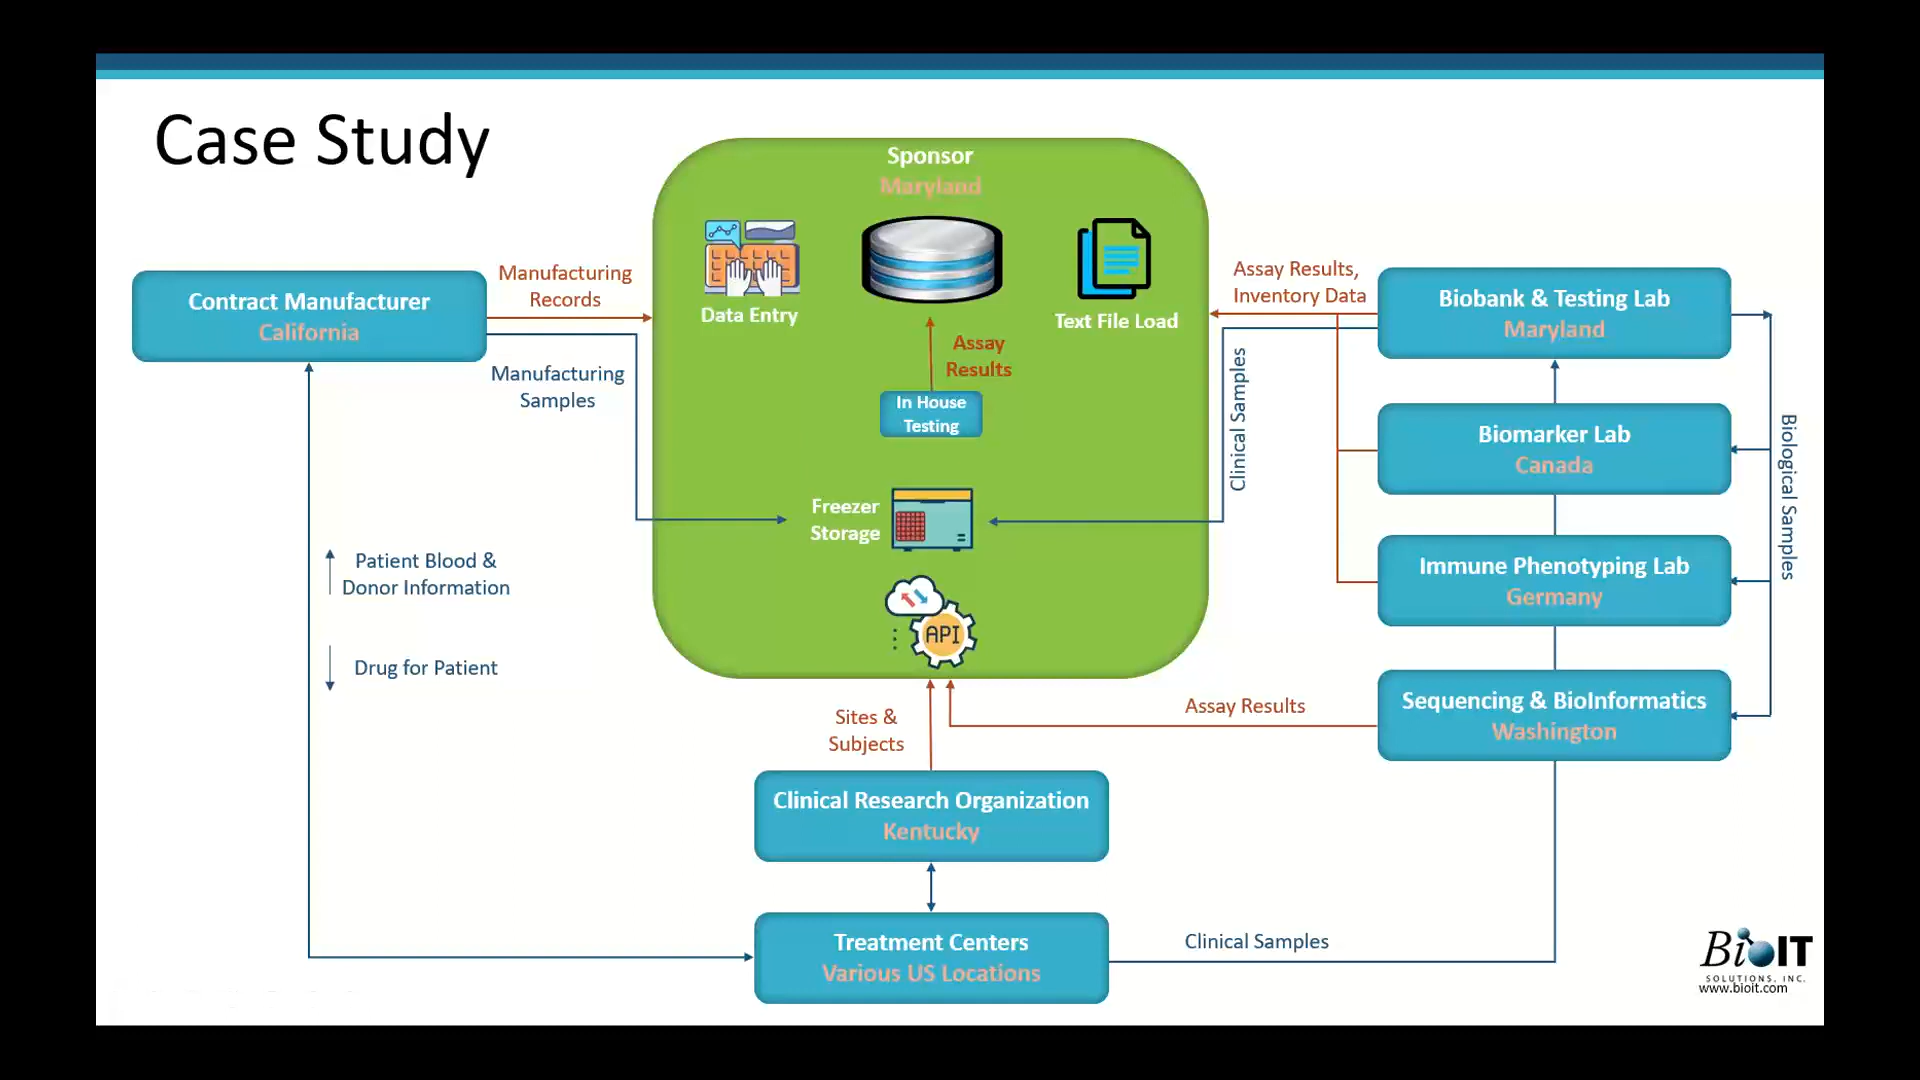 Case Study
Sponsor
Maryland
Data Entry
Text File Load
Assay
Results
In House
Testing
Freezer
Storage
API
Contract Manufacturer
California
Manufacturing
Records
Manufacturing
Samples
Patient Blood &
Donor Information
Drug for Patient
Assay Results,
Inventory Data
Clinical Samples
Biobank & Testing Lab
Maryland
Biomarker Lab
Canada
Immune Phenotyping Lab
Germany
Sequencing & BioInformatics
Washington
Biological Samples
Sites &
Subjects
Assay Results
Clinical Research Organization
Kentucky
Treatment Centers
Various US Locations
Clinical Samples
BioIT
SOLUTIONS, INC.
www.bioit.com